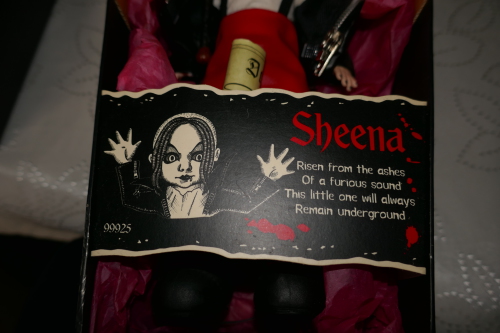 D
Sheena
Risen from the ashes
Of a furious sound
This little one will always
Remain underground
99925